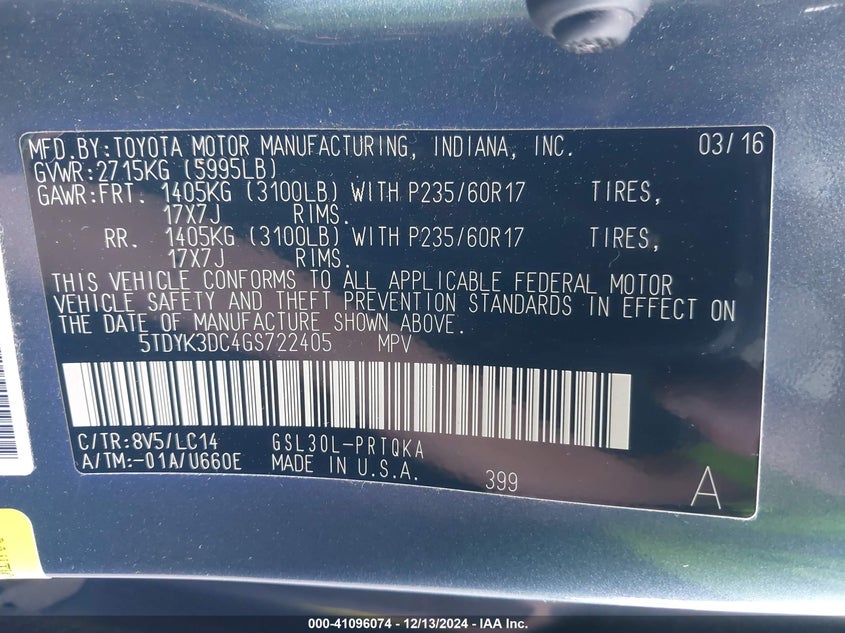 MFD.BY:TOYOTA MOTOR MANUFACTURING, INDIANA, INC. 03/16
GVWR:2715KG (5995LB)
GAWR:FRT. 1405KG (3100LB) WITH P235/60R17 TIRES,
17X7J RIMS.
RR. 1405KG (3100LB) WITH P235/60R17 TIRES,
17X7J RIMS.
THIS VEHICLE CONFORMS TO ALL APPLICABLE FEDERAL MOTOR
VEHICLE SAFETY AND THEFT PREVENTION STANDARDS IN EFFECT ON
THE DATE OF MANUFACTURE SHOWN ABOVE.
5TDYK3DC4GS722405 MPV
C/TR:8V5/LC14 GSL30L-PRTQKA
A/TM:-01A/U660E MADE IN U.S.A. 399 A
000-41096074 / 12/13/2024 - IAA Inc.